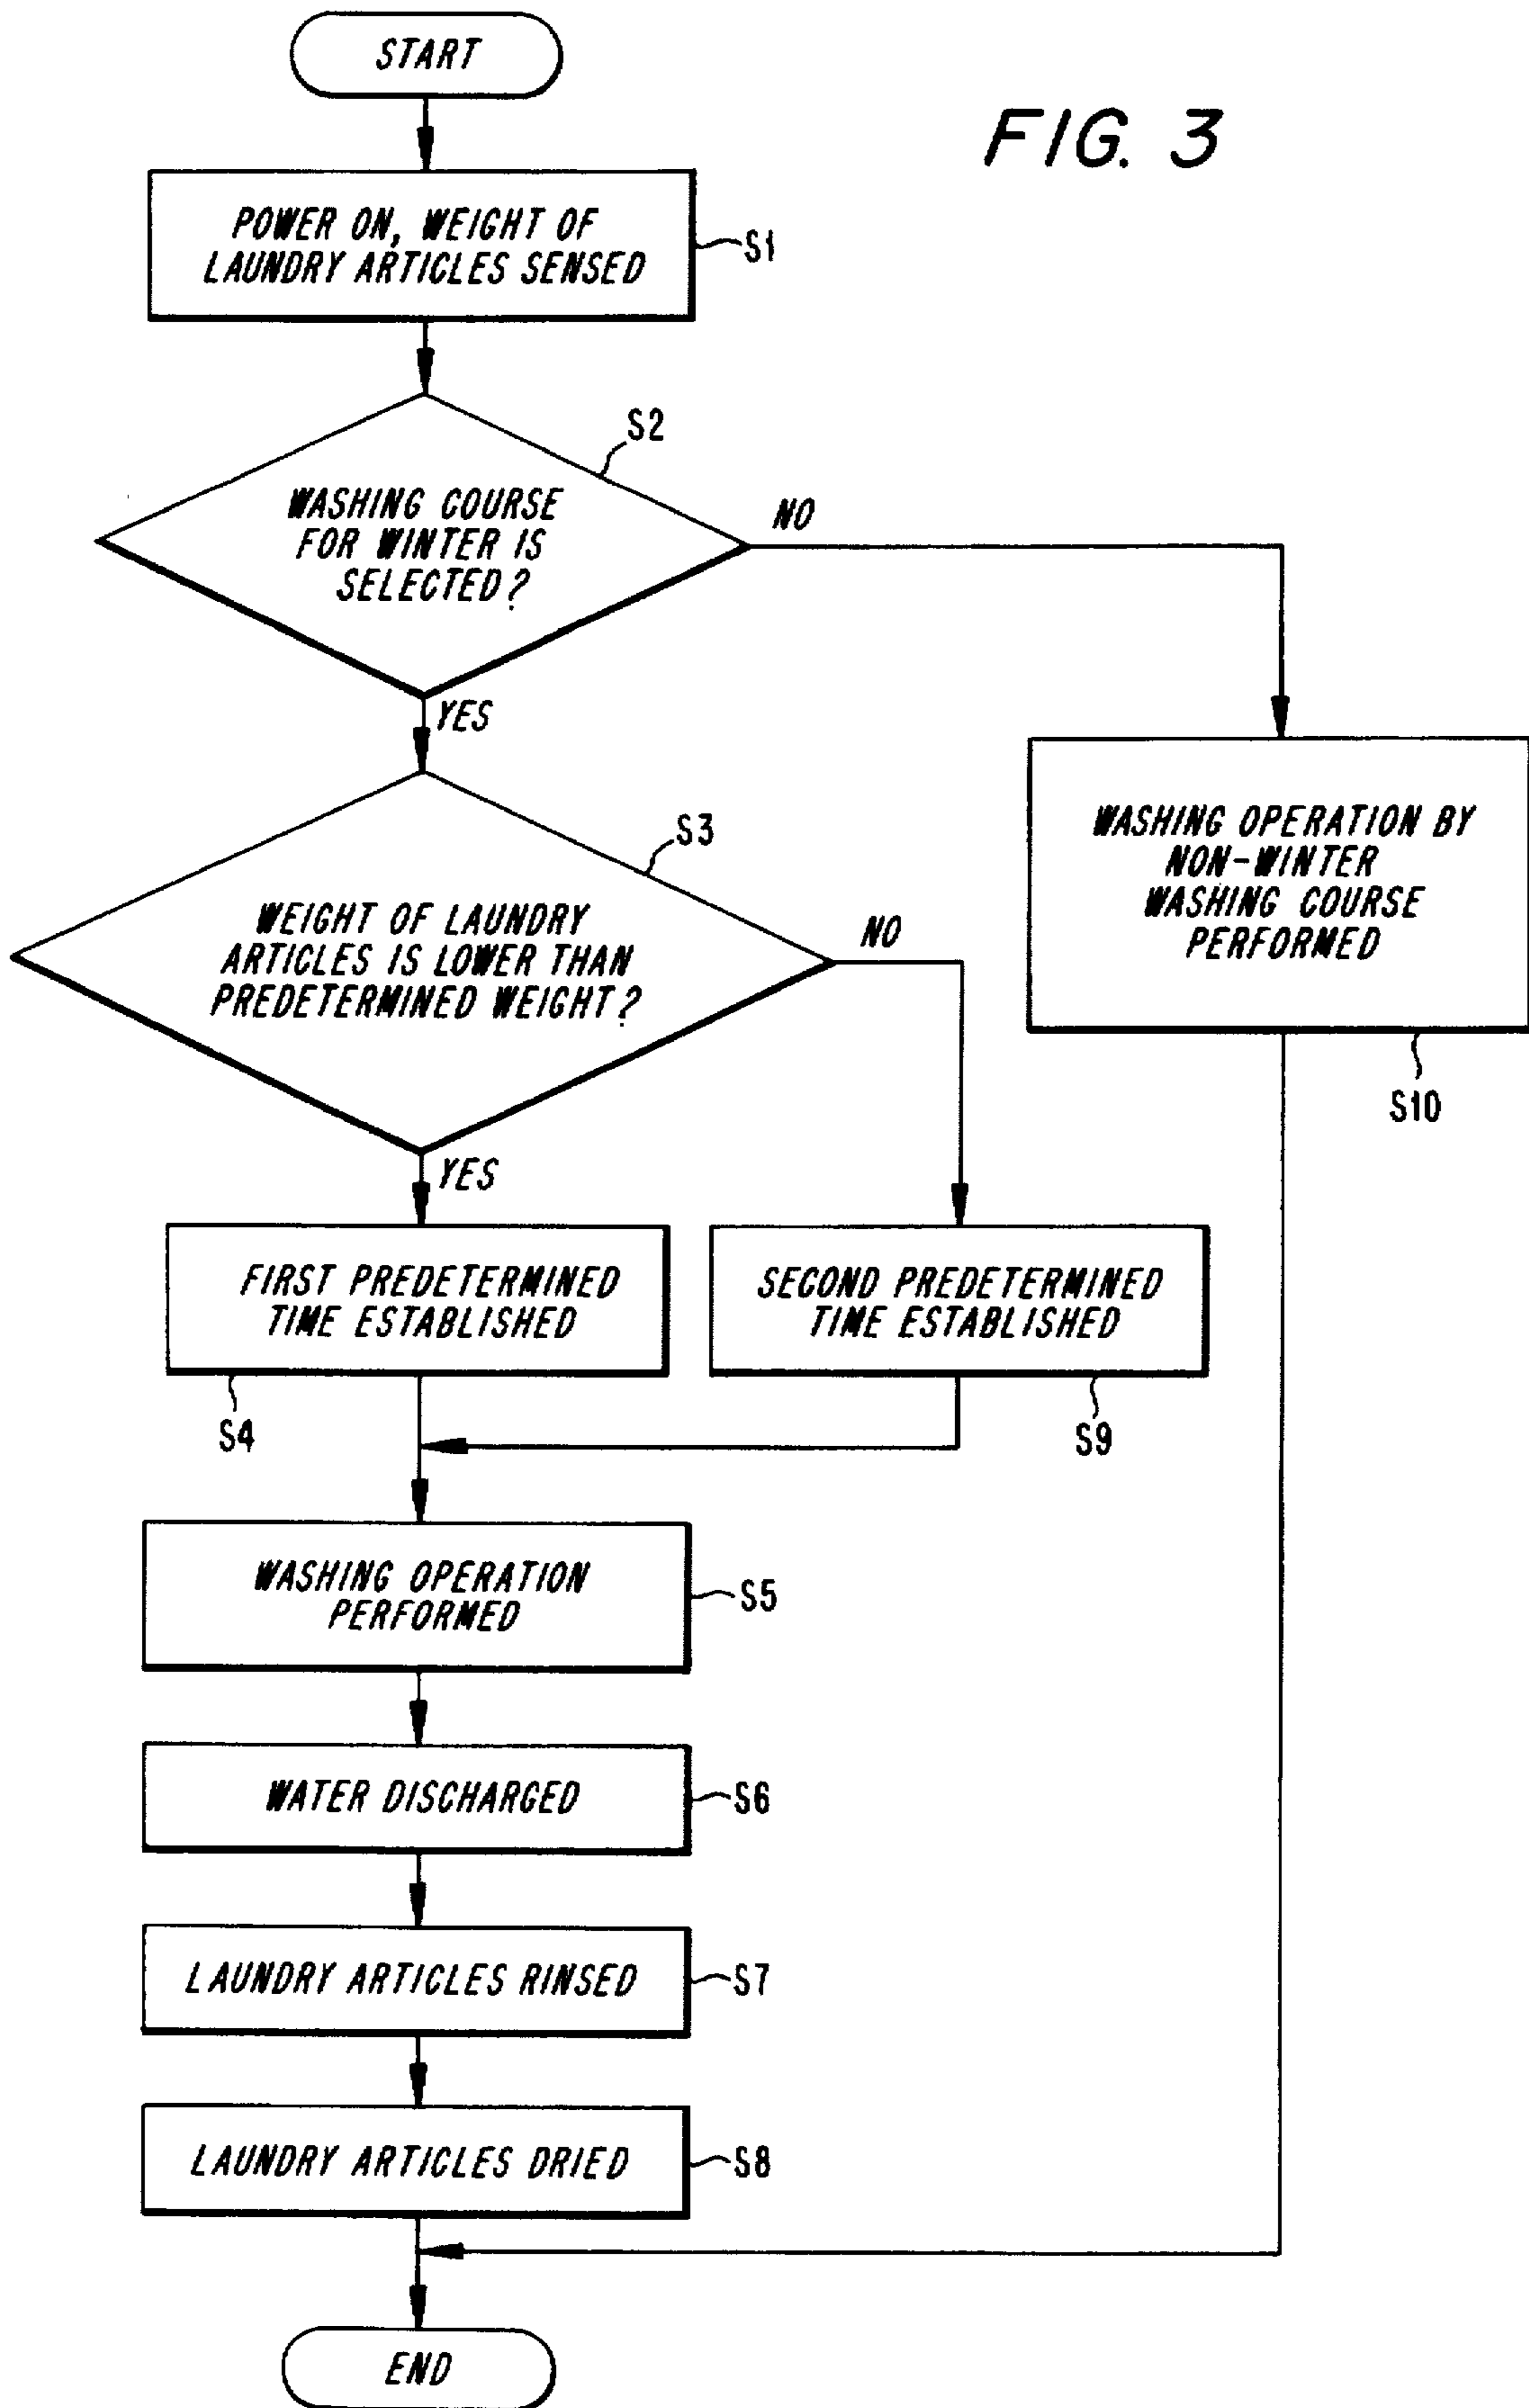 START
FIG. 3
POWER ON, WEIGHT OF
LAUNDRY ARTICLES SENSED
S1
S2
WASHING COURSE
FOR WINTER IS
SELECTED?
NO
YES
S3
WEIGHT OF LAUNDRY
ARTICLES IS LOWER THAN
PREDETERMINED WEIGHT?
NO
WASHING OPERATION BY
NON-WINTER
WASHING COURSE
PERFORMED
S10
YES
FIRST PREDETERMINED
TIME ESTABLISHED
S4
SECOND PREDETERMINED
TIME ESTABLISHED
S9
WASHING OPERATION
PERFORMED
S5
WATER DISCHARGED
S6
LAUNDRY ARTICLES RINSED
S7
LAUNDRY ARTICLES DRIED
S8
END